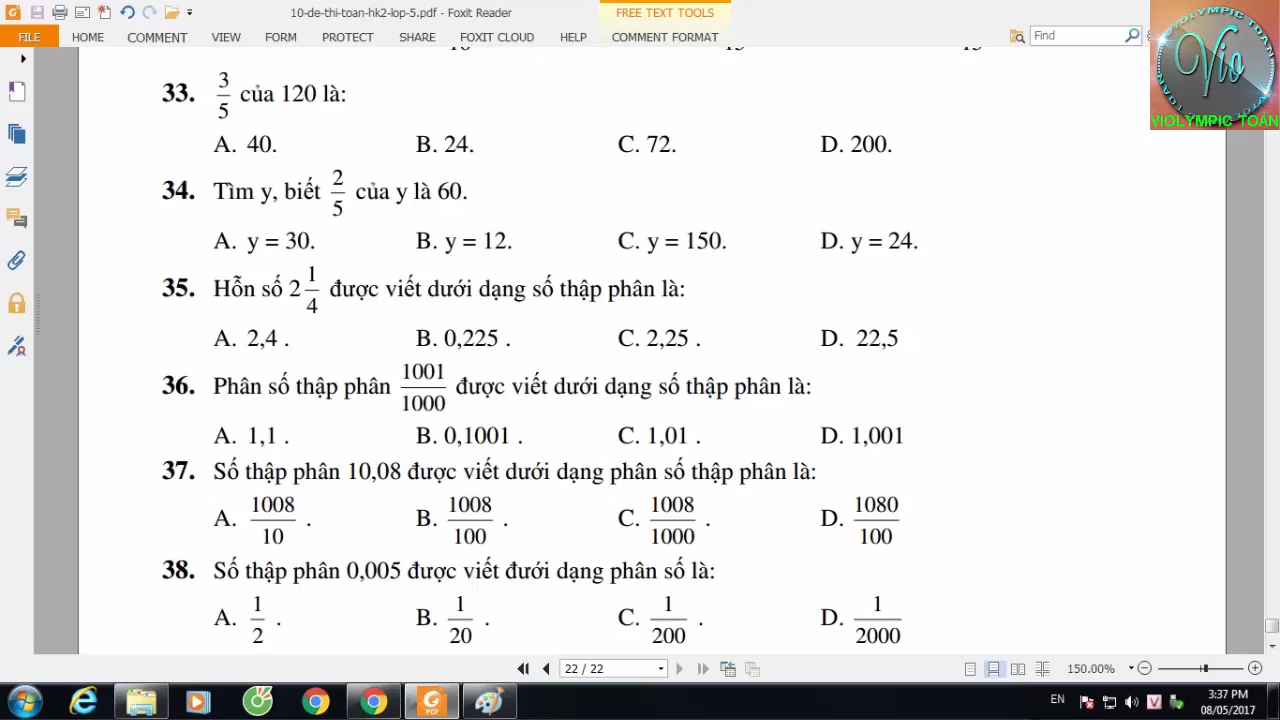 10-de-thi-toan-hk2-lop-5.pdf - Foxit Reader
FREE TEXT TOOLS
FILE HOME COMMENT VIEW FORM PROTECT SHARE FOXIT CLOUD HELP COMMENT FORMAT
Find
VIOLYMPIC TOÁN
Vio
VIOLYMPIC TOÁN
33. 3/5 của 120 là:
A. 40. B. 24. C. 72. D. 200.
34. Tìm y, biết 2/5 của y là 60.
A. y = 30. B. y = 12. C. y = 150. D. y = 24.
35. Hỗn số 2 1/4 được viết dưới dạng số thập phân là:
A. 2,4 . B. 0,225 . C. 2,25 . D. 22,5
36. Phân số thập phân 1001/1000 được viết dưới dạng số thập phân là:
A. 1,1 . B. 0,1001 . C. 1,01 . D. 1,001
37. Số thập phân 10,08 được viết dưới dạng phân số thập phân là:
A. 1008/10 . B. 1008/100 . C. 1008/1000 . D. 1080/100
38. Số thập phân 0,005 được viết đưới dạng phân số là:
A. 1/2 . B. 1/20 . C. 1/200 . D. 1/2000
22 / 22
150.00%
EN
3:37 PM
08/05/2017